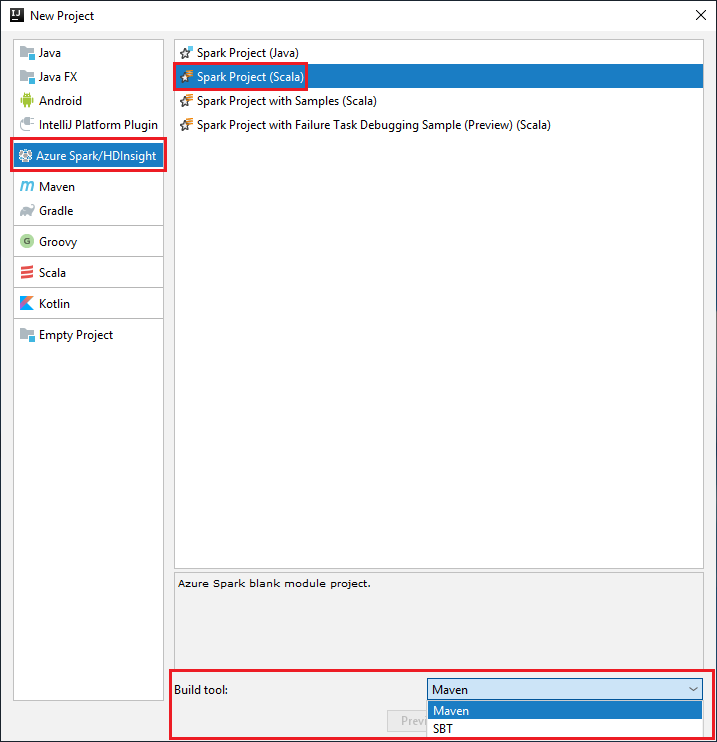 New Project
Java
Java FX
Android
IntelliJ Platform Plugin
Azure Spark/HDInsight
Maven
Gradle
Groovy
Scala
Kotlin
Empty Project
Spark Project (Java)
Spark Project (Scala)
Spark Project with Samples (Scala)
Spark Project with Failure Task Debugging Sample (Preview) (Scala)
Azure Spark blank module project.
Build tool:
Maven
Maven
SBT